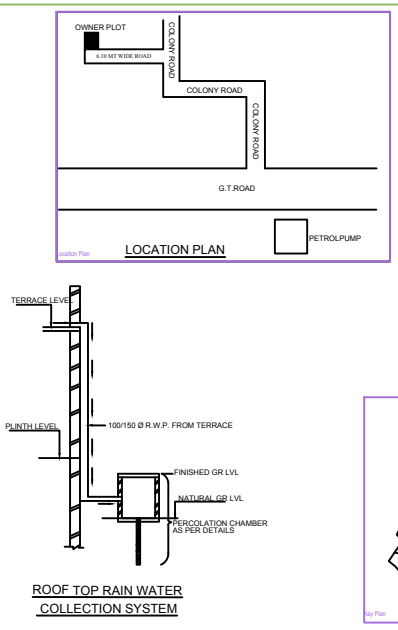 OWNER PLOT
COLONY ROAD
6.10 MT WIDE ROAD
COLONY ROAD
COLONY ROAD
G.T.ROAD
PETROLPUMP
LOCATION PLAN
Location Plan
TERRACE LEVEL
100/150 Ø R.W.P. FROM TERRACE
PLINTH LEVEL
FINISHED GR LVL
NATURAL GR LVL
PERCOLATION CHAMBER
AS PER DETAILS
ROOF TOP RAIN WATER
COLLECTION SYSTEM
Key Plan